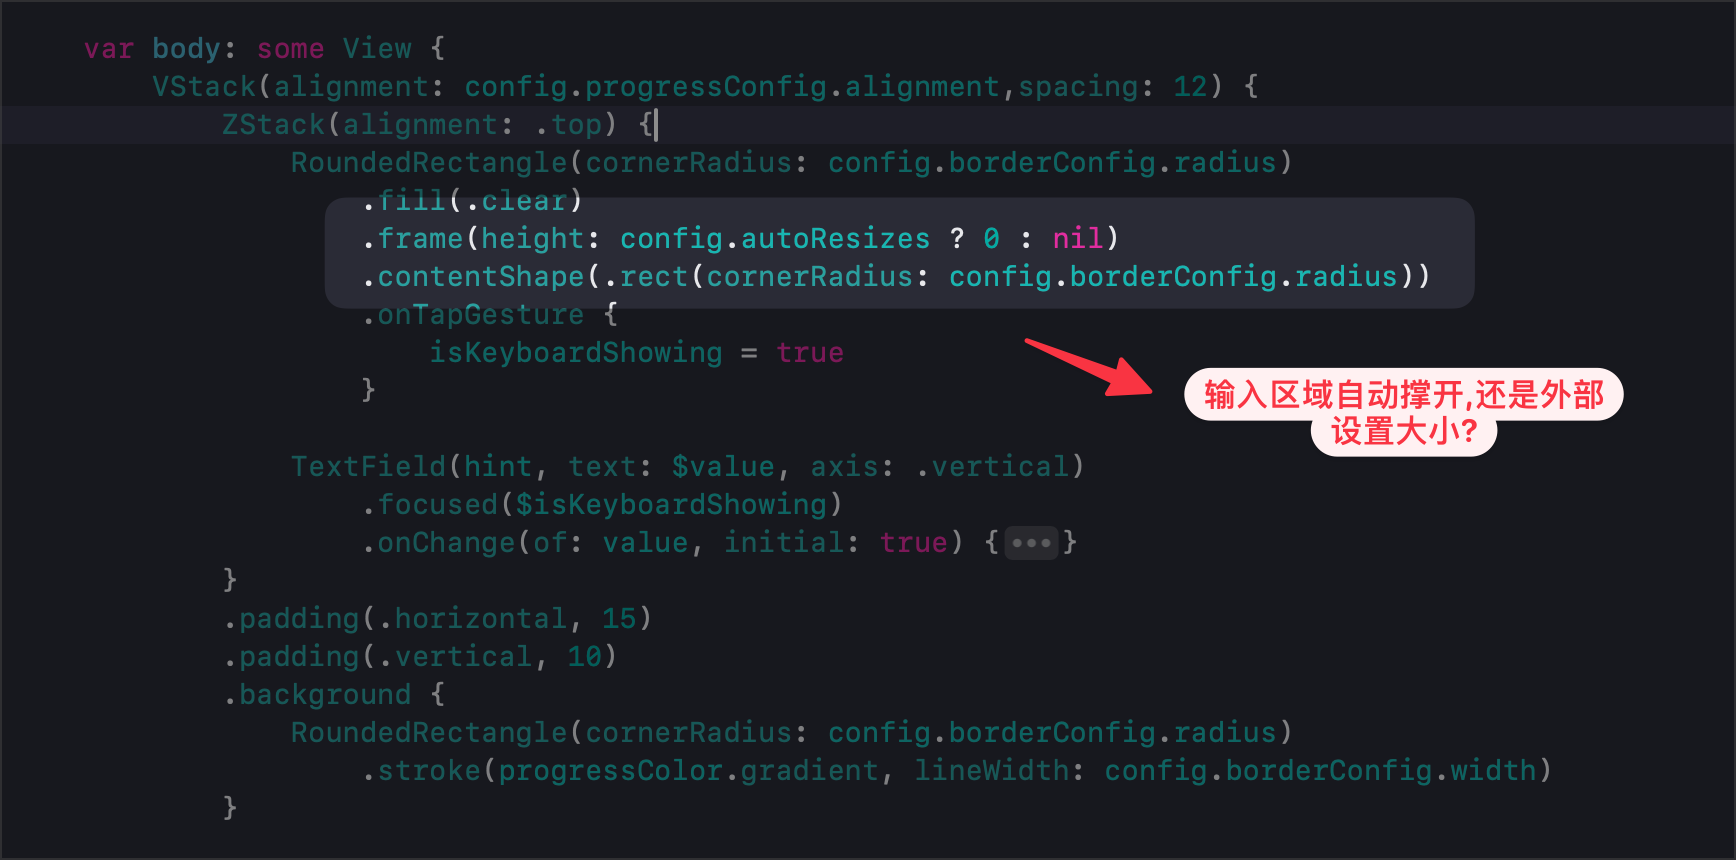 var body: some View {
VStack(alignment: config.progressConfig.alignment,spacing: 12) {
ZStack(alignment: .top) {
RoundedRectangle(cornerRadius: config.borderConfig.radius)
.fill(.clear)
.frame(height: config.autoResizes ? 0 : nil)
.contentShape(.rect(cornerRadius: config.borderConfig.radius))
.onTapGesture {
isKeyboardShowing = true
}
输入区域自动撑开,还是外部
设置大小?
TextField(hint, text: $value, axis: .vertical)
.focused($isKeyboardShowing)
.onChange(of: value, initial: true) {•••}
}
.padding(.horizontal, 15)
.padding(.vertical, 10)
.background {
RoundedRectangle(cornerRadius: config.borderConfig.radius)
.stroke(progressColor.gradient, lineWidth: config.borderConfig.width)
}